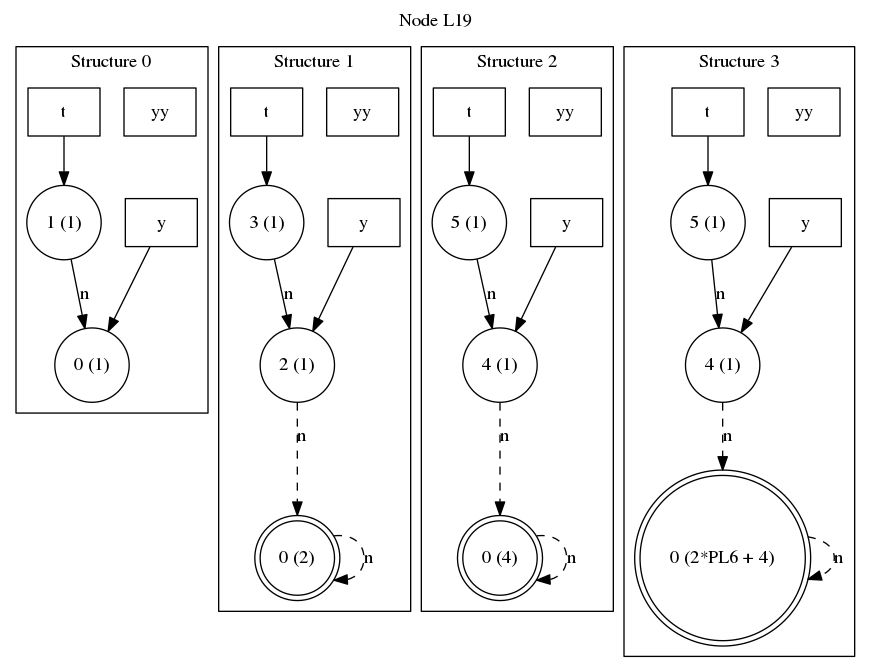 Node L19
Structure 0
t
yy
1 (1)
y
n
0 (1)
Structure 1
t
yy
3 (1)
y
n
2 (1)
n
0 (2)
n
Structure 2
t
yy
5 (1)
y
n
4 (1)
n
0 (4)
n
Structure 3
t
yy
5 (1)
y
n
4 (1)
n
0 (2*PL6 + 4)
n